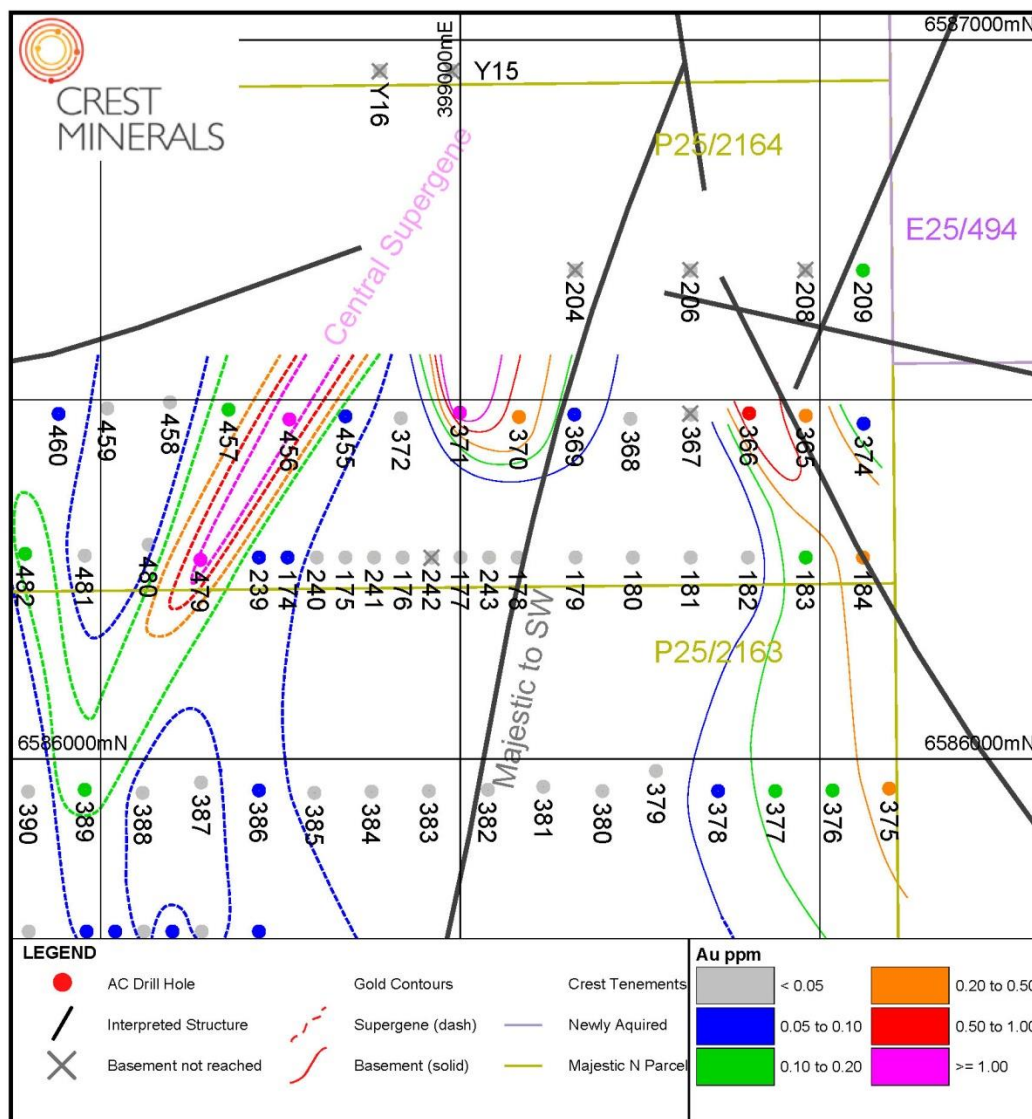 CREST
MINERALS
6587000mN
399000mE
Y15
Y16
P25/2164
E25/494
Central Supergene
204
206
208
209
460
459
458
457
456
455
372
371
370
369
368
367
366
365
374
482
481
480
479
239
174
240
175
241
176
242
177
243
178
179
180
181
182
183
184
Majestic to SW
P25/2163
6586000mN
6586000mN
390
389
388
387
386
385
384
383
382
381
380
379
378
377
376
375
LEGEND
AC Drill Hole
Interpreted Structure
Basement not reached
Gold Contours
Supergene (dash)
Basement (solid)
Crest Tenements
Newly Aquired
Majestic N Parcel
Au ppm
< 0.05
0.05 to 0.10
0.10 to 0.20
0.20 to 0.50
0.50 to 1.00
>= 1.00